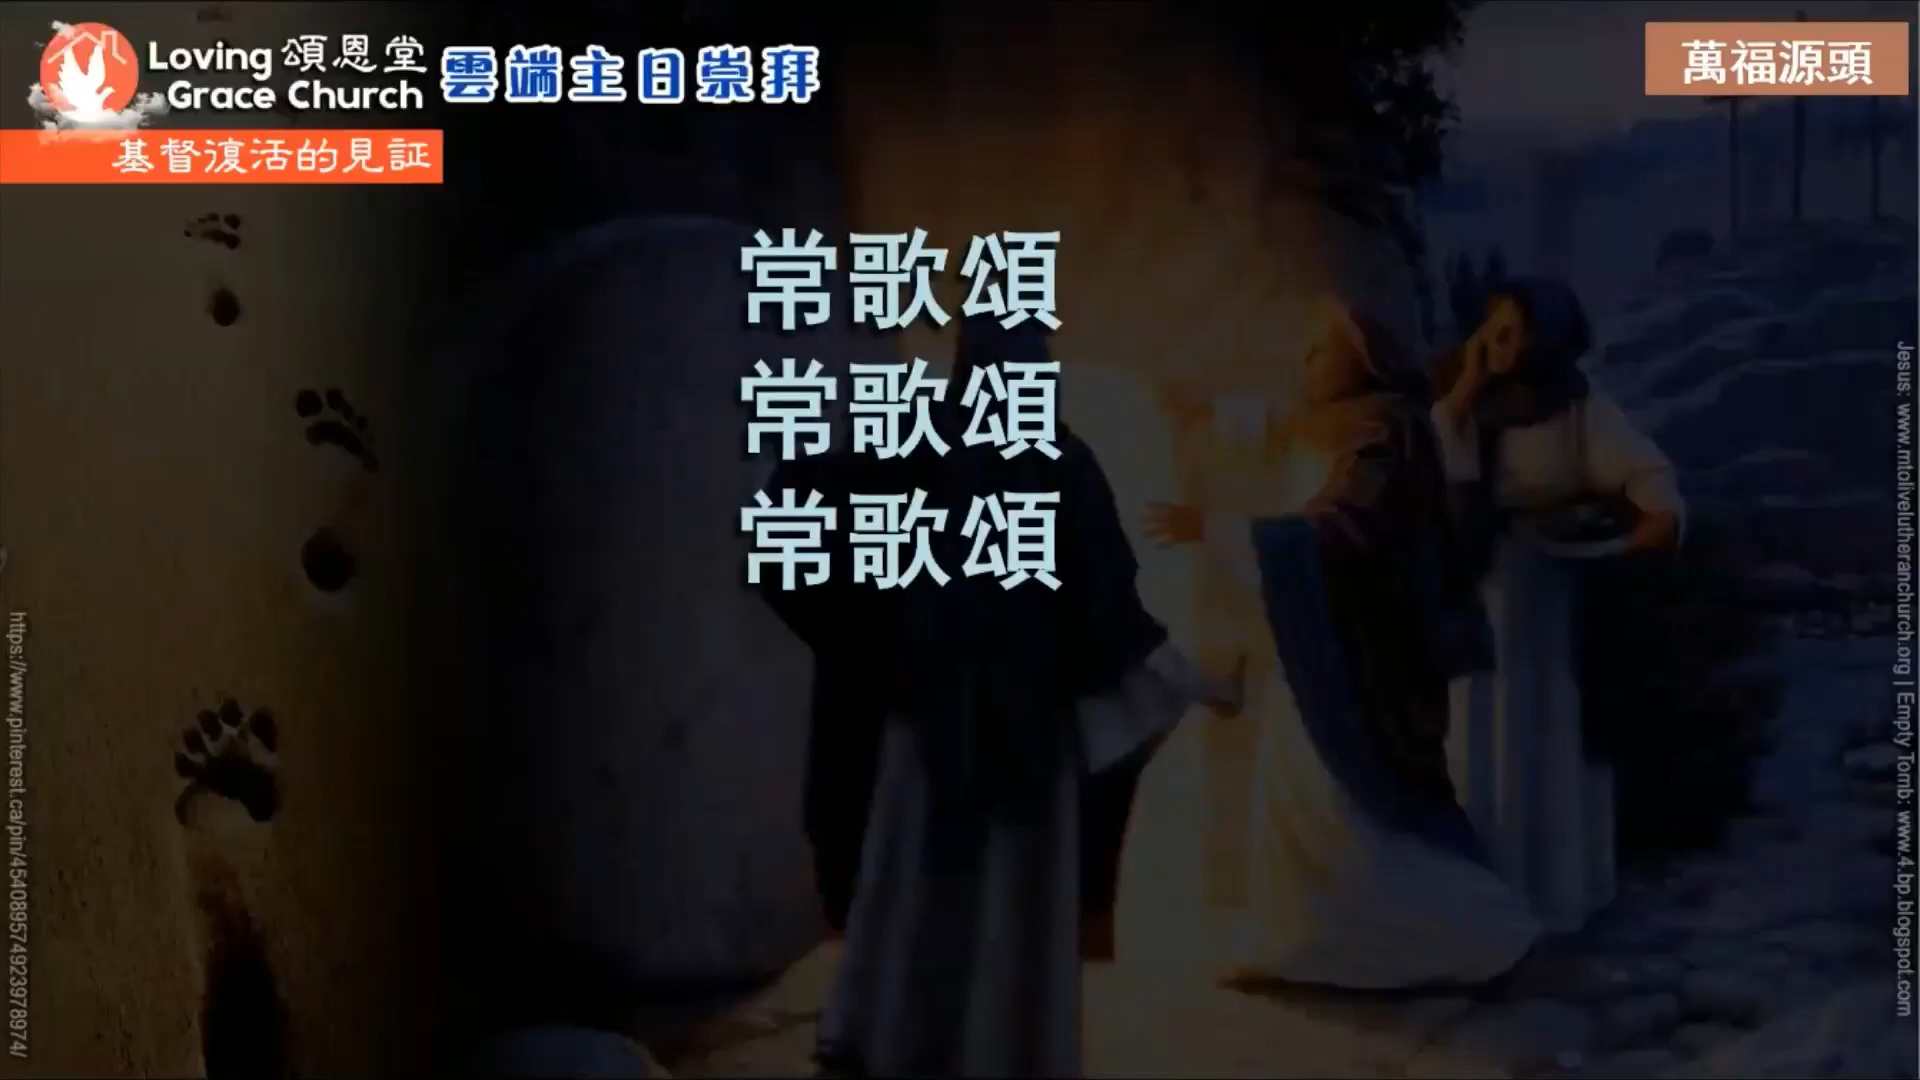 Loving 頌恩堂
Grace Church
雲端主日崇拜
萬福源頭
基督復活的見証
常歌頌
常歌頌
常歌頌
https://www.pinterest.ca/pin/454089574923978974/
Jesus: www.mtolivelutheranchurch.org | Empty Tomb: www.4.bp.blogspot.com